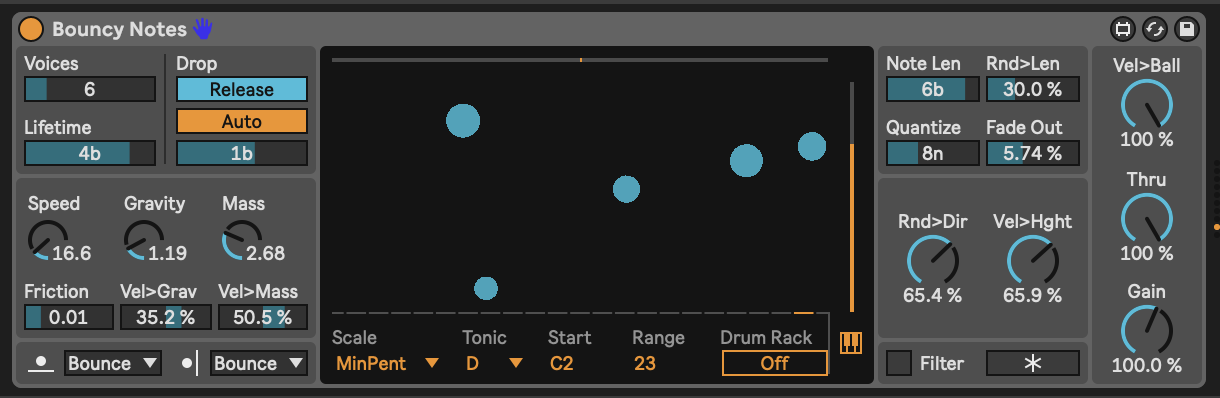 Bouncy Notes
Voices
6
Lifetime
4b
Drop
Release
Auto
1b
Speed
16.6
Gravity
1.19
Mass
2.68
Friction
0.01
Vel>Grav
35.2 %
Vel>Mass
50.5 %
Bounce
Bounce
Scale
MinPent
Tonic
D
Start
C2
Range
23
Drum Rack
Off
Note Len
6b
Rnd>Len
30.0 %
Quantize
8n
Fade Out
5.74 %
Rnd>Dir
65.4 %
Vel>Hght
65.9 %
Filter
Vel>Ball
100 %
Thru
100 %
Gain
100.0 %